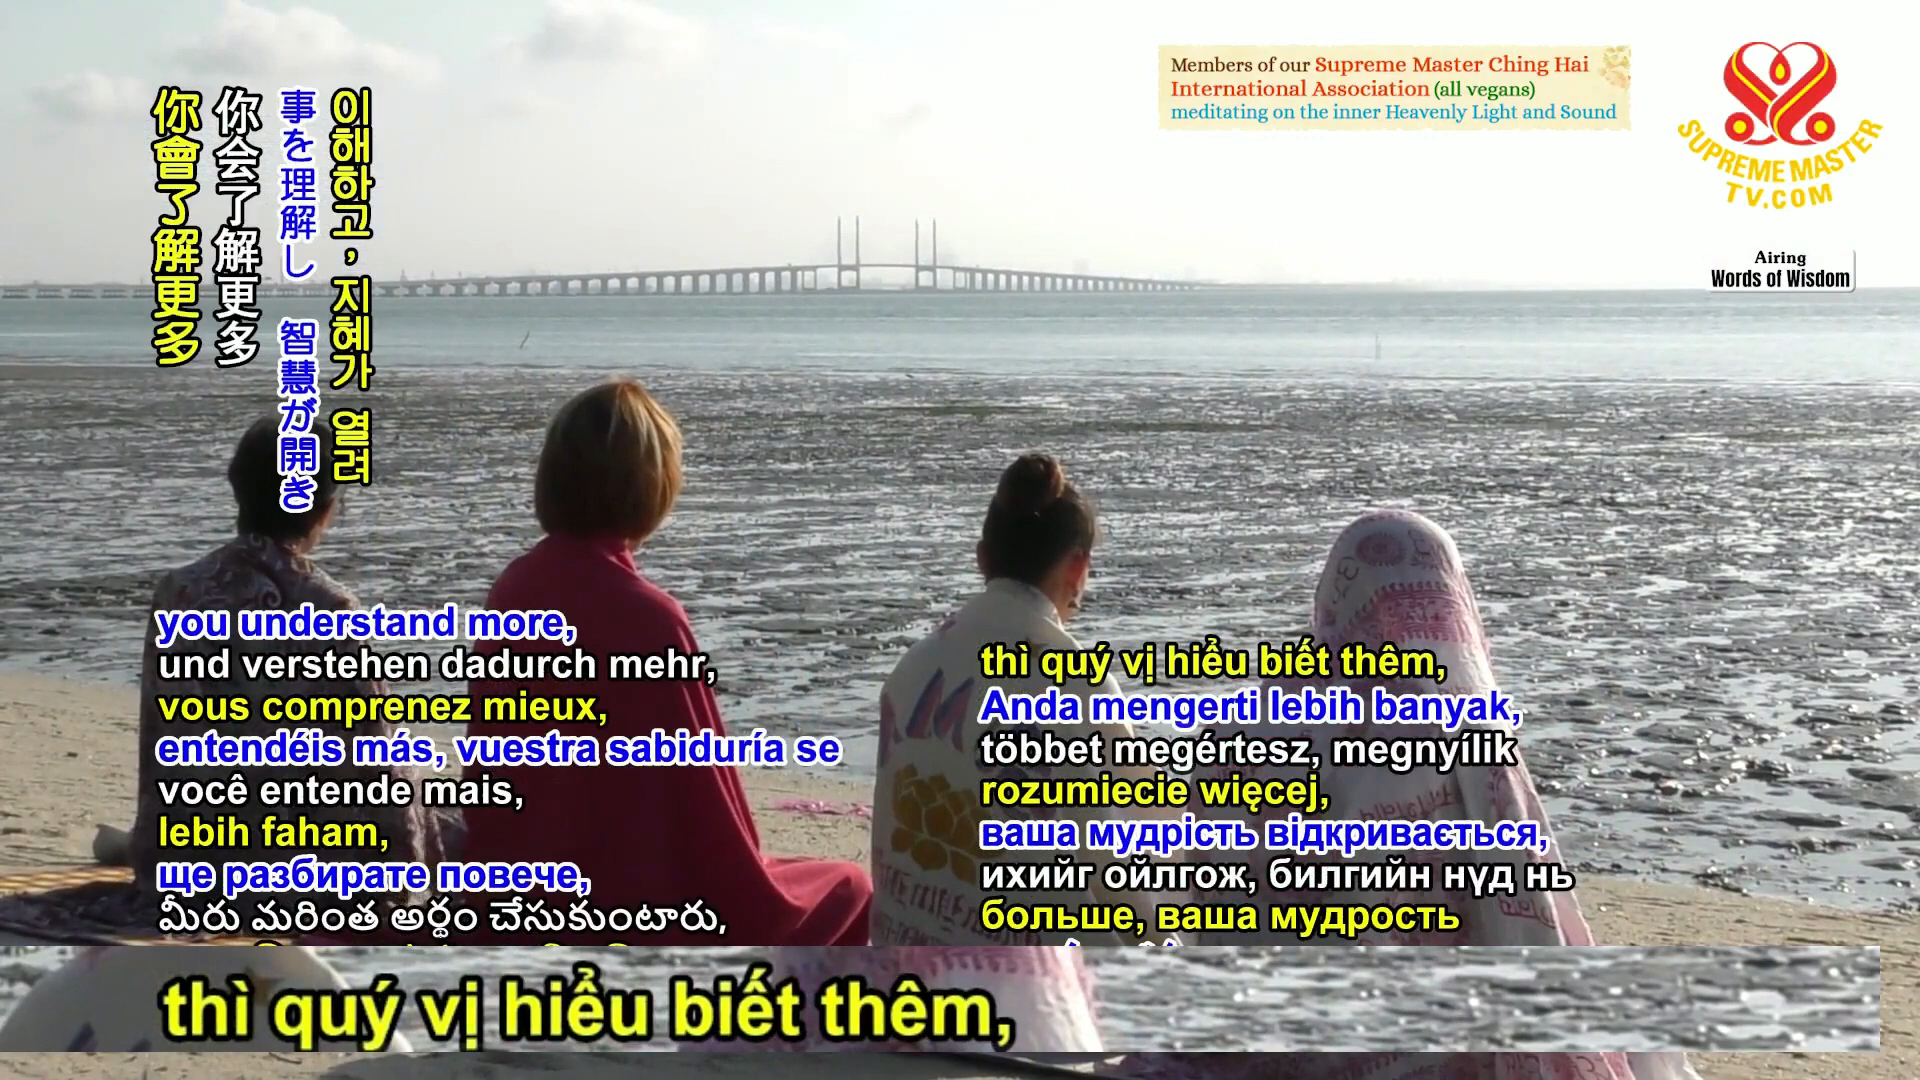 Members of our Supreme Master Ching Hai
International Association (all vegans)
meditating on the inner Heavenly Light and Sound
SUPREME MASTER
TV.COM
Airing
Words of Wisdom
이해하고, 지혜가 열려
事を理解し 智慧が開き
你会了解更多
你會了解更多
you understand more,
und verstehen dadurch mehr,
vous comprenez mieux,
entendéis más, vuestra sabiduría se
você entende mais,
lebih faham,
ще разбирате повече,
మీరు మరింత అర్థం చేసుకుంటారు,
thì quý vị hiểu biết thêm,
Anda mengerti lebih banyak,
többet megértesz, megnyílik
rozumiecie więcej,
ваша мудрість відкривається,
ихийг ойлгож, билгийн нүд нь
больше, ваша мудрость
thì quý vị hiểu biết thêm,